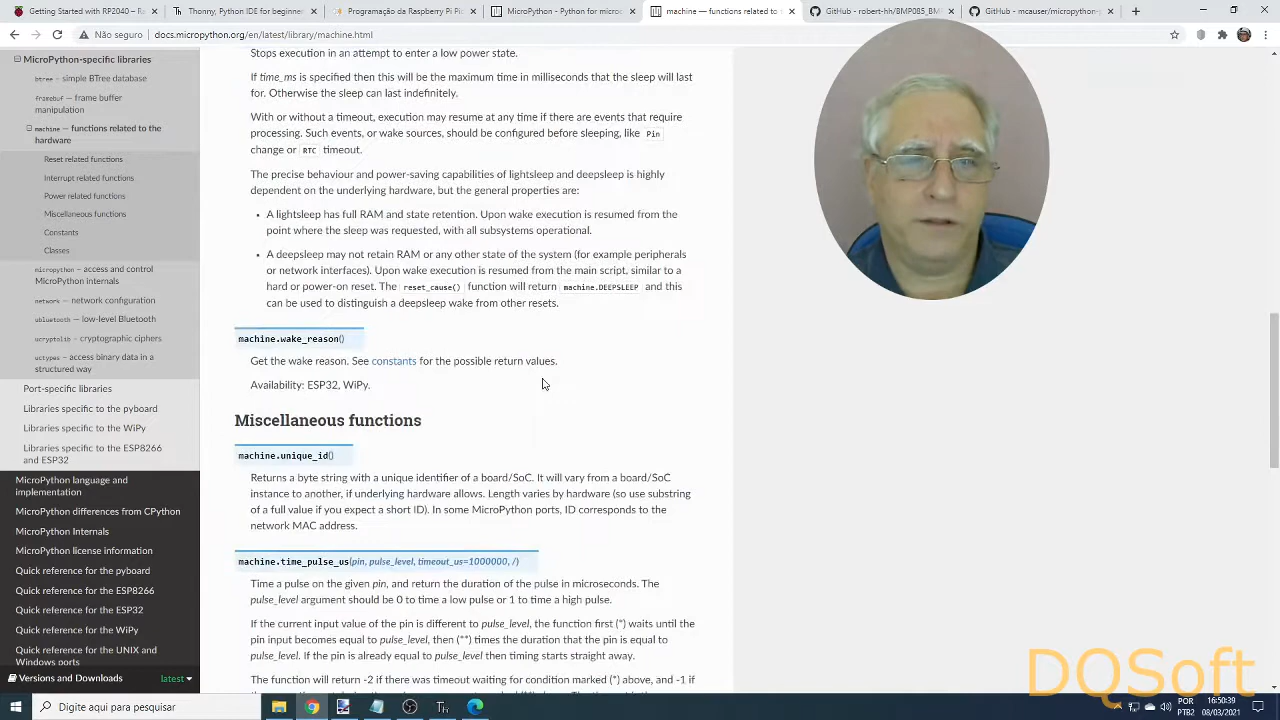 Getting Started with RP2040 – R
Thonny, Python IDE for beginners
Programação da Raspberry Pi Pi
MicroPython - Python for microc
machine — functions related to
GitHub - robert-hh/BMP085_BM
GitHub - mcauser/micropython-
Não seguro | docs.micropython.org/en/latest/library/machine.html
MicroPython-specific libraries
btree – simple BTree database
framebuf — frame buffer
manipulation
machine — functions related to the
hardware
Reset related functions
Interrupt related functions
Power related functions
Miscellaneous functions
Constants
Classes
micropython – access and control
MicroPython internals
network — network configuration
ubluetooth — low-level Bluetooth
ucryptolib – cryptographic ciphers
uctypes – access binary data in a
structured way
Port-specific libraries
Libraries specific to the pyboard
Libraries specific to the WiPy
Libraries specific to the ESP8266
and ESP32
MicroPython language and
implementation
MicroPython differences from CPython
MicroPython Internals
MicroPython license information
Quick reference for the pyboard
Quick reference for the ESP8266
Quick reference for the ESP32
Quick reference for the WiPy
Quick reference for the UNIX and
Windows ports
Versions and Downloads latest
Stops execution in an attempt to enter a low power state.
If time_ms is specified then this will be the maximum time in milliseconds that the sleep will last
for. Otherwise the sleep can last indefinitely.
With or without a timeout, execution may resume at any time if there are events that require
processing. Such events, or wake sources, should be configured before sleeping, like Pin
change or RTC timeout.
The precise behaviour and power-saving capabilities of lightsleep and deepsleep is highly
dependent on the underlying hardware, but the general properties are:
• A lightsleep has full RAM and state retention. Upon wake execution is resumed from the
point where the sleep was requested, with all subsystems operational.
• A deepsleep may not retain RAM or any other state of the system (for example peripherals
or network interfaces). Upon wake execution is resumed from the main script, similar to a
hard or power-on reset. The reset_cause() function will return machine.DEEPSLEEP and this
can be used to distinguish a deepsleep wake from other resets.
machine.wake_reason()
Get the wake reason. See constants for the possible return values.
Availability: ESP32, WiPy.
Miscellaneous functions
machine.unique_id()
Returns a byte string with a unique identifier of a board/SoC. It will vary from a board/SoC
instance to another, if underlying hardware allows. Length varies by hardware (so use substring
of a full value if you expect a short ID). In some MicroPython ports, ID corresponds to the
network MAC address.
machine.time_pulse_us(pin, pulse_level, timeout_us=1000000, /)
Time a pulse on the given pin, and return the duration of the pulse in microseconds. The
pulse_level argument should be 0 to time a low pulse or 1 to time a high pulse.
If the current input value of the pin is different to pulse_level, the function first (*) waits until the
pin input becomes equal to pulse_level, then (**) times the duration that the pin is equal to
pulse_level. If the pin is already equal to pulse_level then timing starts straight away.
The function will return -2 if there was timeout waiting for condition marked (*) above, and -1 if
DQSoft
Digite aqui para pesquisar
POR
PTB2
16:50:39
08/03/2021